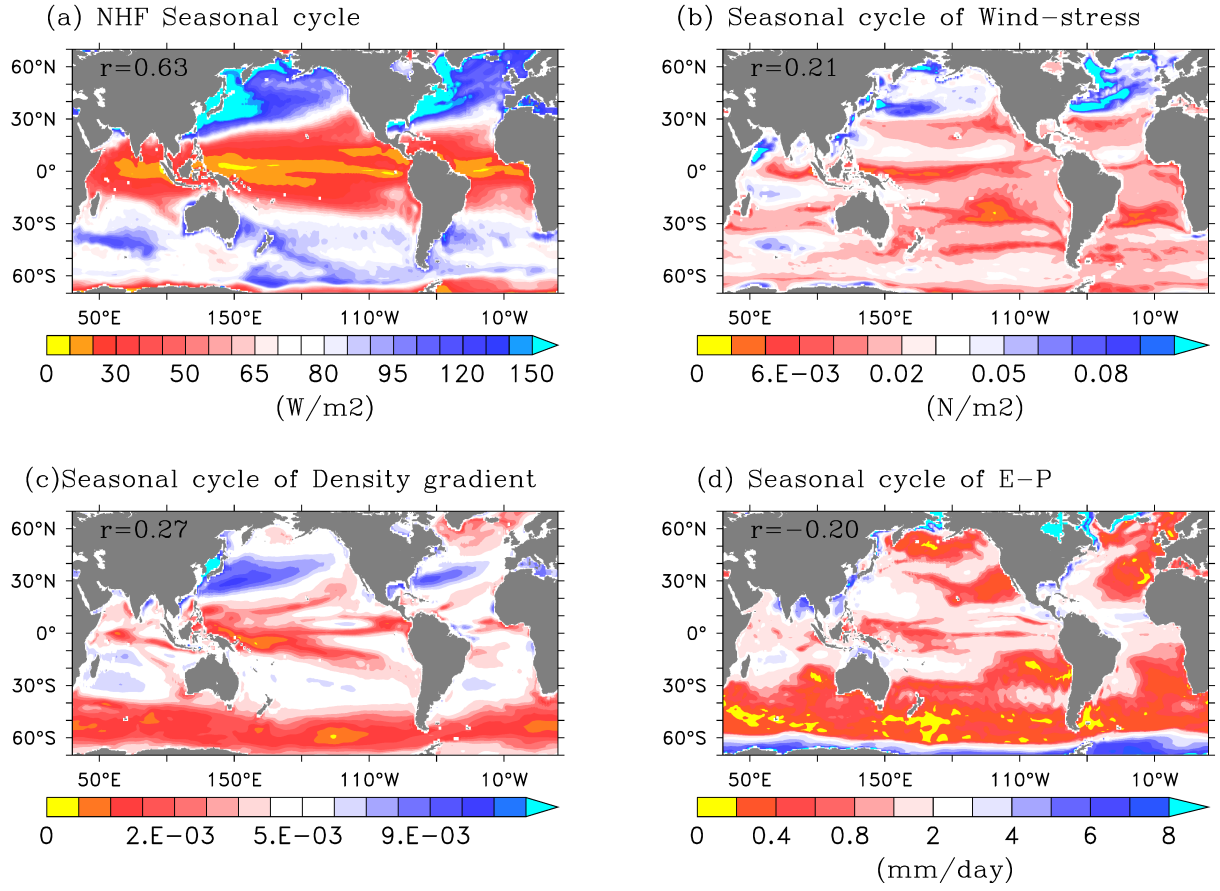 (a) NHF Seasonal cycle
r=0.63
60°N
30°N
0°
30°S
60°S
50°E 150°E 110°W 10°W
0 30 50 65 80 95 120 150
(W/m2)
(b) Seasonal cycle of Wind-stress
r=0.21
60°N
30°N
0°
30°S
60°S
50°E 150°E 110°W 10°W
0 6.E-03 0.02 0.05 0.08
(N/m2)
(c)Seasonal cycle of Density gradient
r=0.27
60°N
30°N
0°
30°S
60°S
50°E 150°E 110°W 10°W
0 2.E-03 5.E-03 9.E-03
(d) Seasonal cycle of E-P
r=-0.20
60°N
30°N
0°
30°S
60°S
50°E 150°E 110°W 10°W
0 0.4 0.8 2 4 6 8
(mm/day)